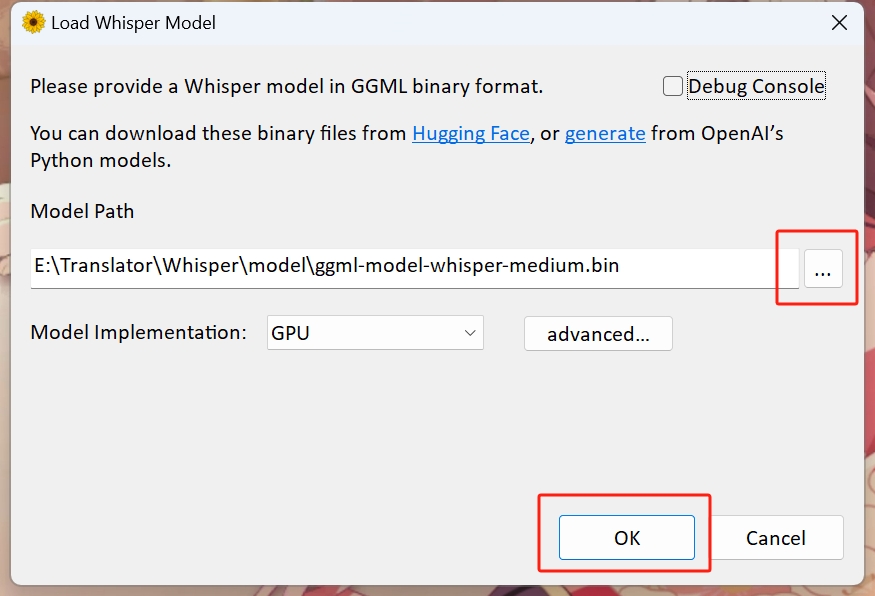 Load Whisper Model
Please provide a Whisper model in GGML binary format.
Debug Console
You can download these binary files from Hugging Face, or generate from OpenAI’s
Python models.
Model Path
E:\Translator\Whisper\model\ggml-model-whisper-medium.bin
...
Model Implementation:
GPU
advanced...
OK
Cancel